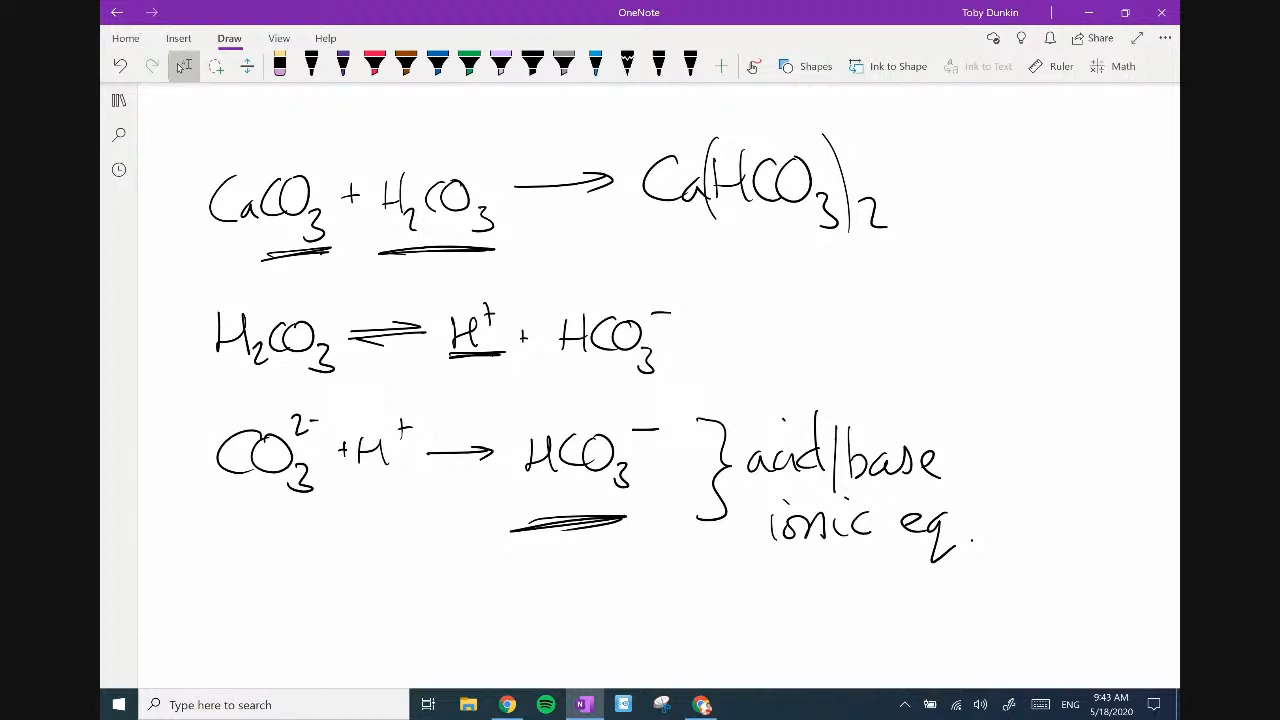 OneNote
Toby Dunkin
Home Insert Draw View Help
Share
Shapes Ink to Shape Ink to Text Ruler Math
CaCO₃ + H₂CO₃ → Ca(HCO₃)₂
H₂CO₃ ⇌ H⁺ + HCO₃⁻
CO₃²⁻ + H⁺ → HCO₃⁻ } acid/base
ionic eq.
Type here to search
ENG
9:43 AM
5/18/2020